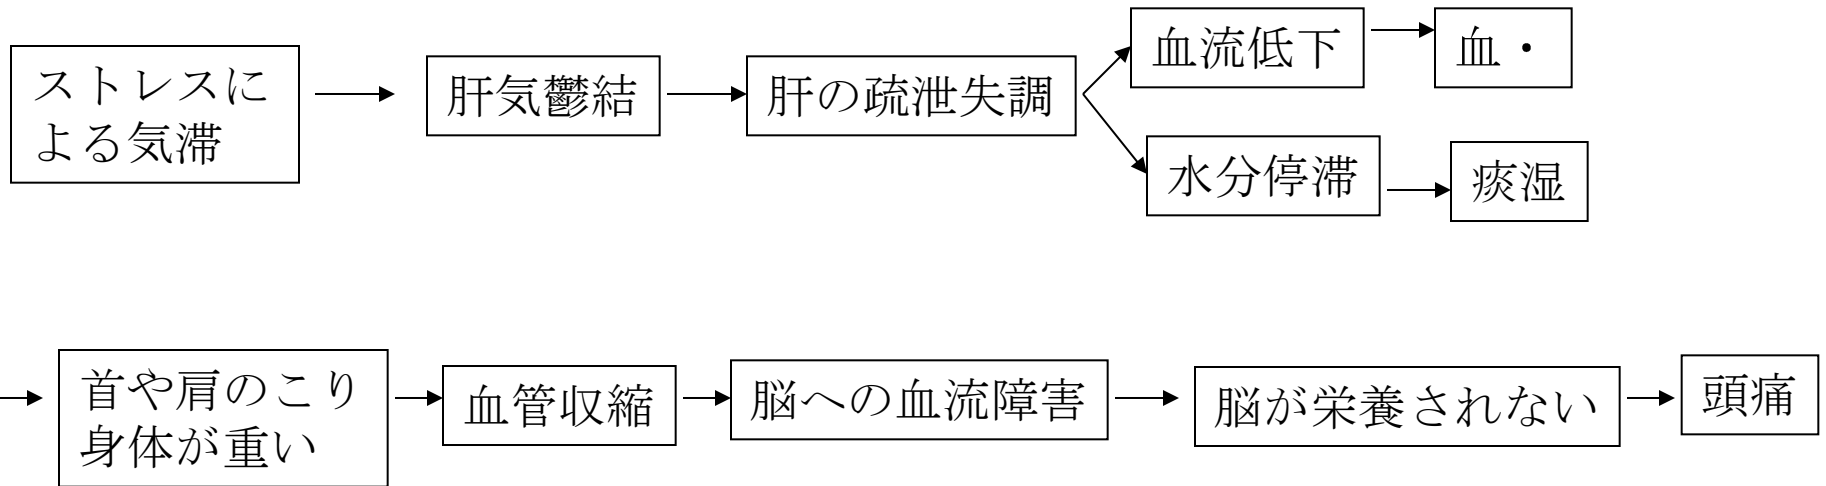 ストレスに
よる気滞
肝気鬱結
肝の疏泄失調
血流低下
血・
水分停滞
痰湿
首や肩のこり
身体が重い
血管収縮
脳への血流障害
脳が栄養されない
頭痛